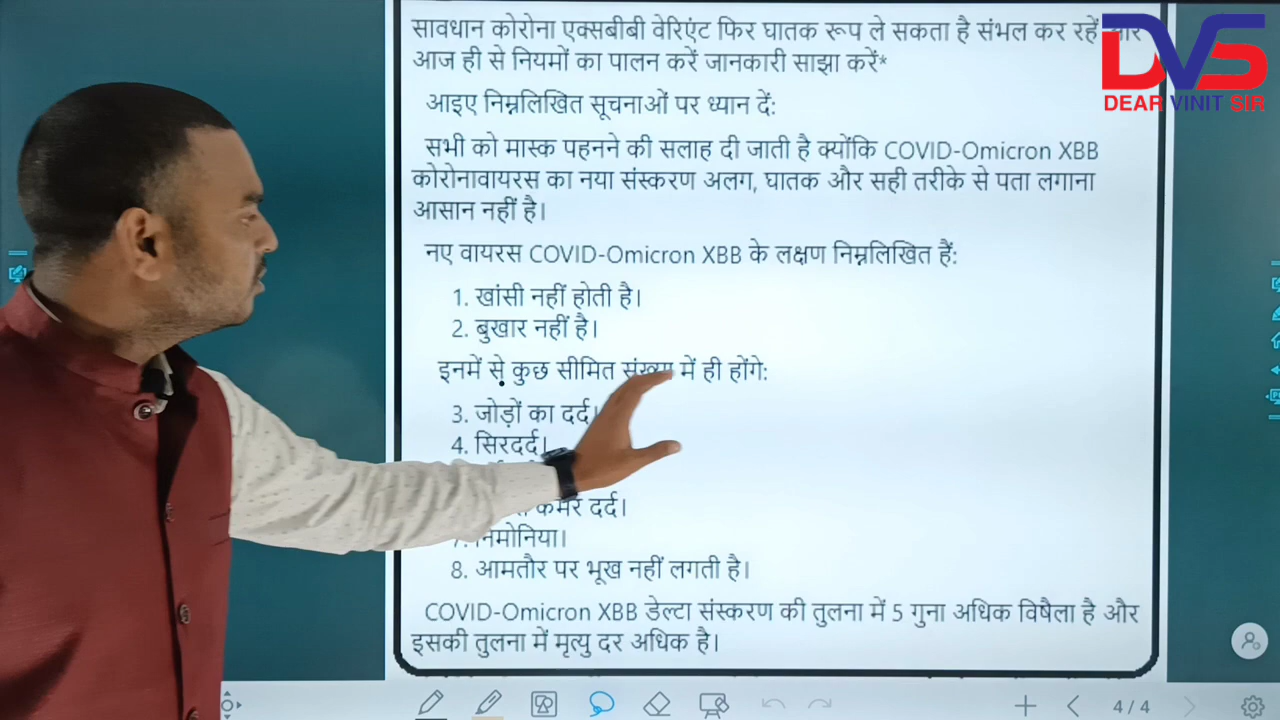 सावधान कोरोना एक्सबीबी वेरिएंट फिर घातक रूप ले सकता है संभल कर रहें और
आज ही से नियमों का पालन करें जानकारी साझा करें*
आइए निम्नलिखित सूचनाओं पर ध्यान दें:
सभी को मास्क पहनने की सलाह दी जाती है क्योंकि COVID-Omicron XBB
कोरोनावायरस का नया संस्करण अलग, घातक और सही तरीके से पता लगाना
आसान नहीं है।
नए वायरस COVID-Omicron XBB के लक्षण निम्नलिखित हैं:
1. खांसी नहीं होती है।
2. बुखार नहीं है।
इनमें से कुछ सीमित संख्या में ही होंगे:
3. जोड़ों का दर्द।
4. सिरदर्द।
कमर दर्द।
7. निमोनिया।
8. आमतौर पर भूख नहीं लगती है।
COVID-Omicron XBB डेल्टा संस्करण की तुलना में 5 गुना अधिक विषैला है और
इसकी तुलना में मृत्यु दर अधिक है।
DVS
DEAR VINIT SIR
4/4